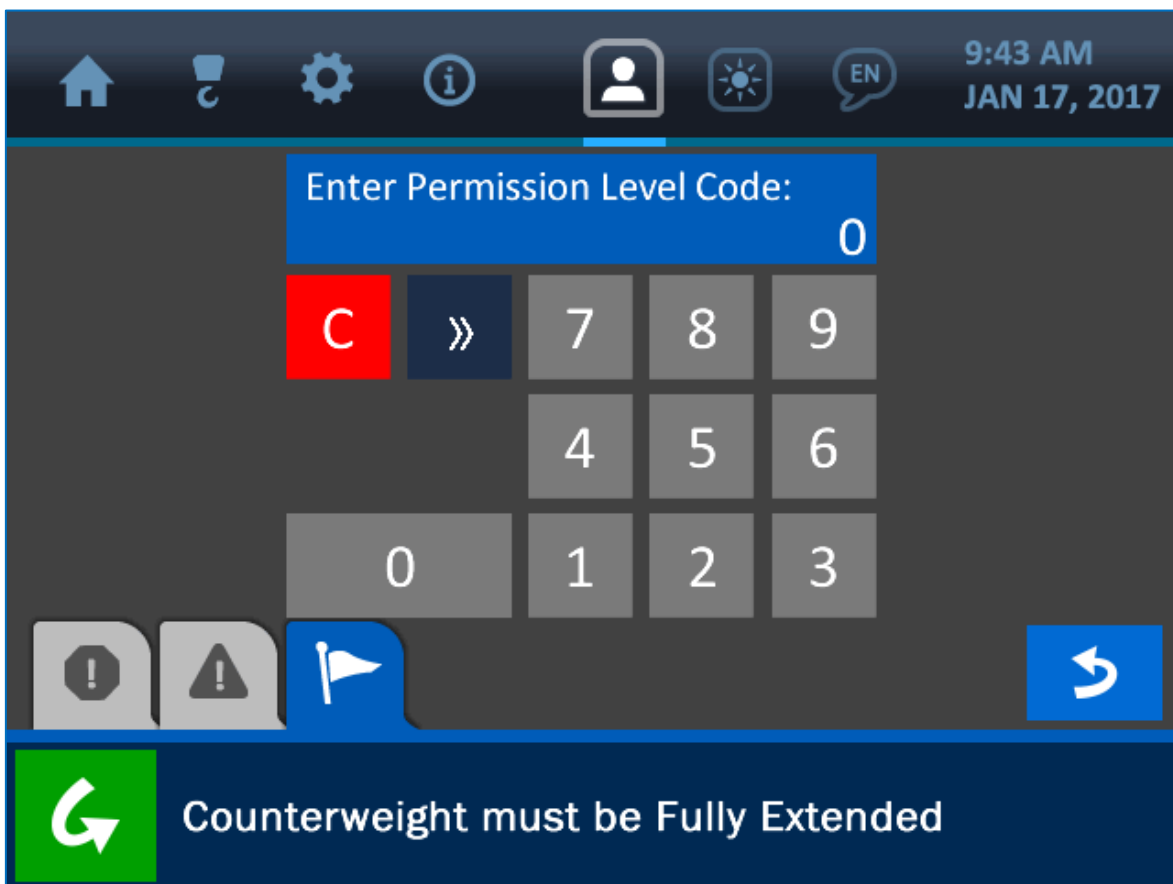 EN
9:43 AM
JAN 17, 2017
Enter Permission Level Code:
0
C » 7 8 9
4 5 6
0 1 2 3
! !
Counterweight must be Fully Extended